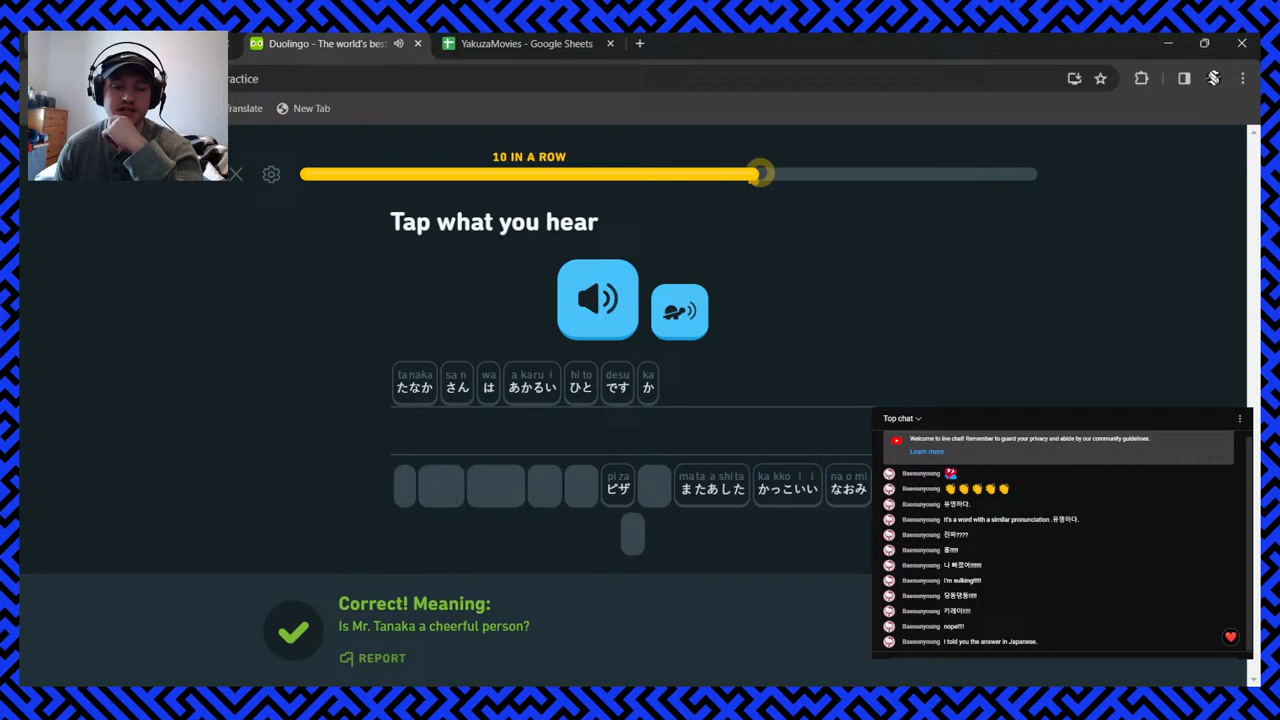 Duolingo - The world's bes
YakuzaMovies - Google Sheets
ractice
Translate
New Tab
10 IN A ROW
Tap what you hear
tanaka san wa a karu i hi to desu ka
たなか さん は あかるい ひと です か
pi za mata a shita ka kko i i na o mi
ピザ またあした かっこいい なおみ
Correct! Meaning:
Is Mr. Tanaka a cheerful person?
REPORT
Top chat
Welcome to live chat! Remember to guard your privacy and abide by our community guidelines.
Learn more
Baesunyoung
Baesunyoung
Baesunyoung 유명하다.
Baesunyoung It's a word with a similar pronunciation .유명하다.
Baesunyoung 진파????
Baesunyoung 흥!!!!!
Baesunyoung 나 삐졌어!!!!!!!!
Baesunyoung I'm sulking!!!!!
Baesunyoung 당동댕동!!!!!
Baesunyoung 키레이!!!!!
Baesunyoung nope!!!!
Baesunyoung I told you the answer in Japanese.